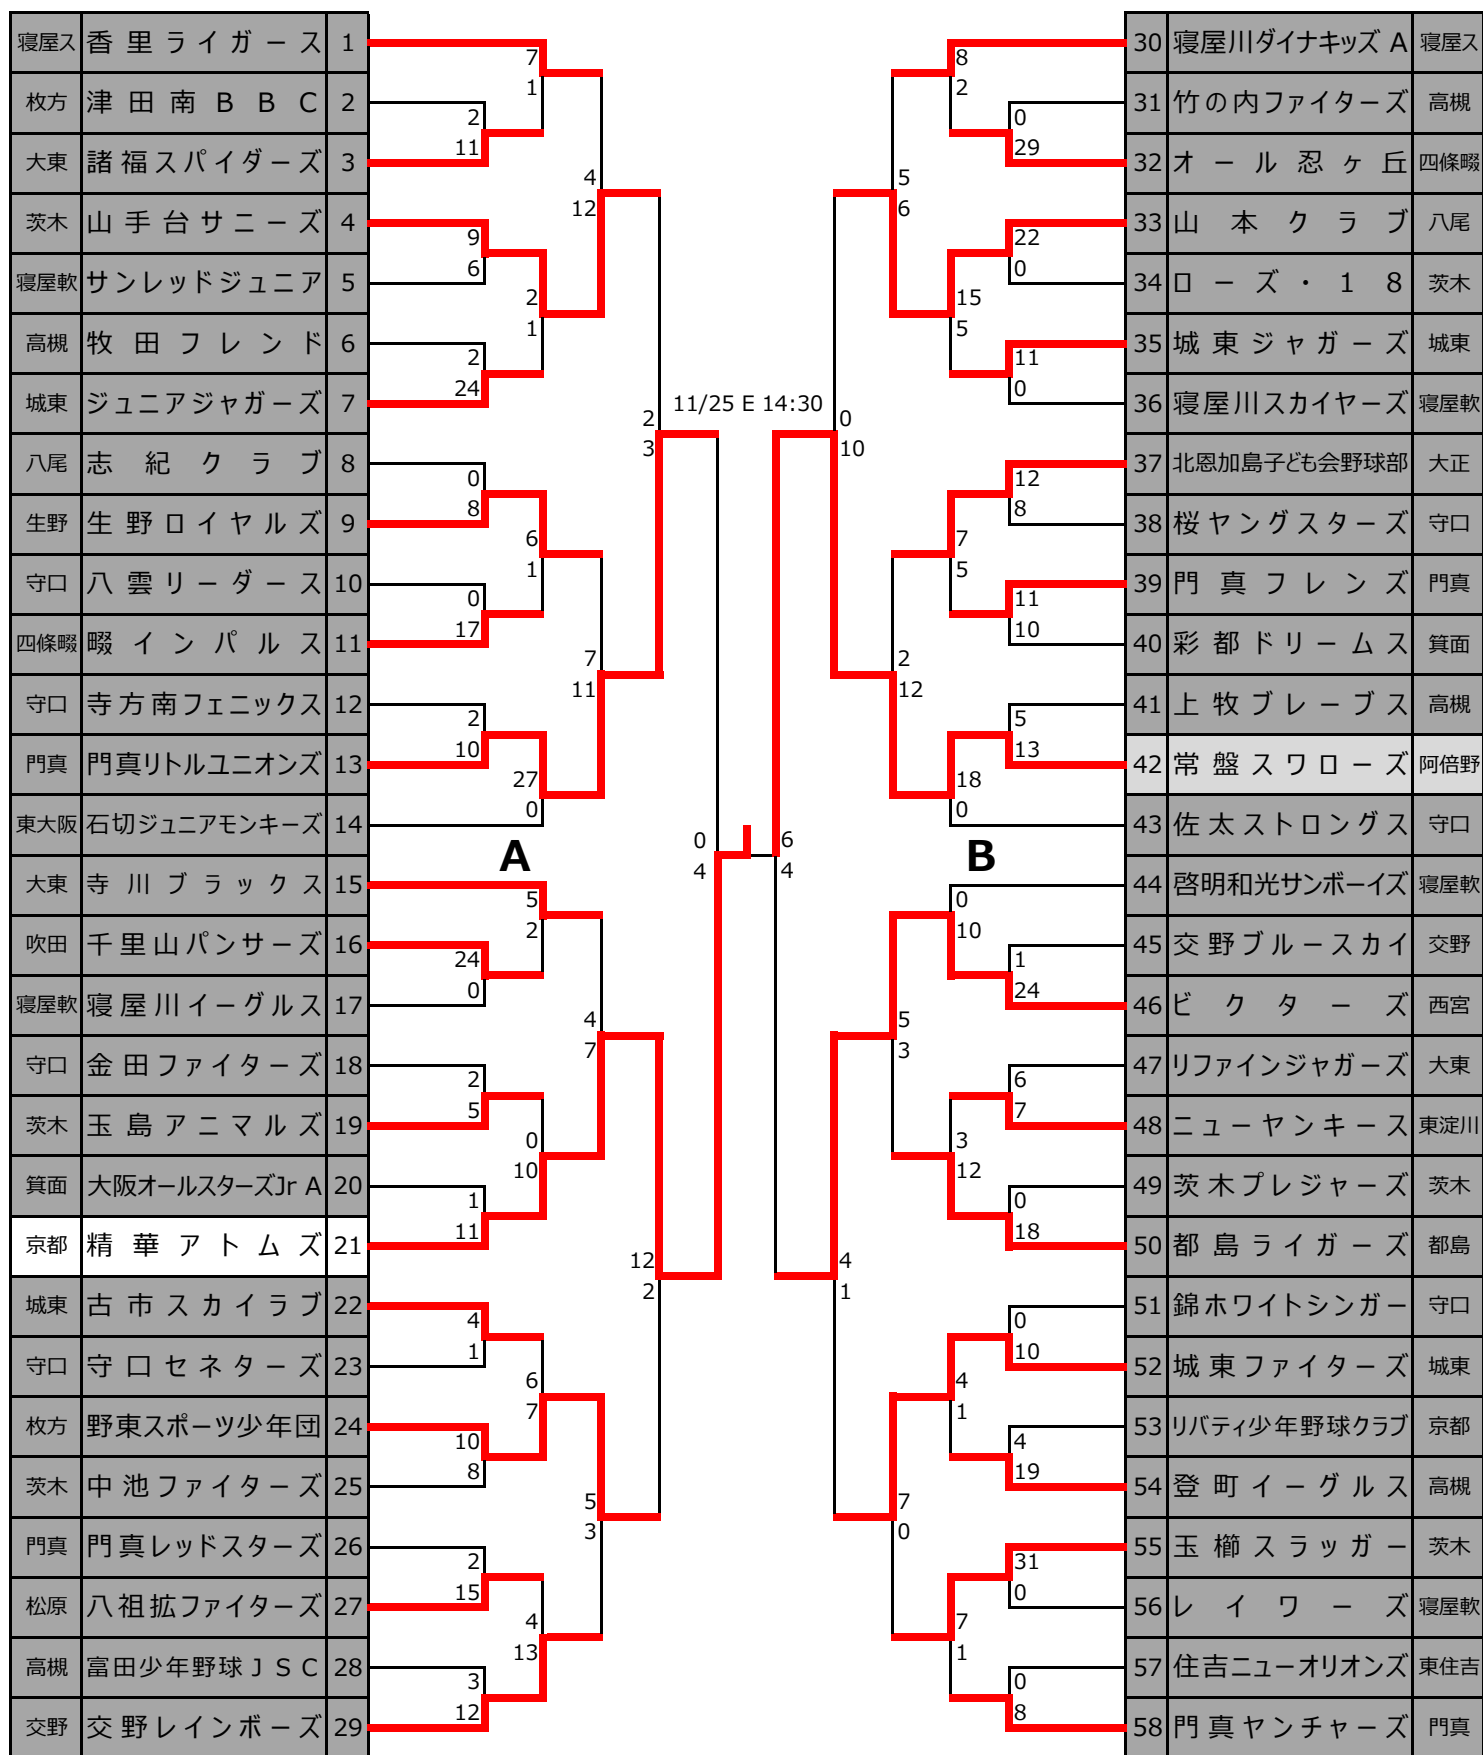 寝屋ス 香里ライガース 1
枚方 津田南BBC 2
大東 諸福スパイダーズ 3
茨木 山手台サニーズ 4
寝屋軟 サンレッドジュニア 5
高槻 牧田フレンド 6
城東 ジュニアジャガーズ 7
八尾 志紀クラブ 8
生野 生野ロイヤルズ 9
守口 八雲リーダース 10
四條畷 畷インパルス 11
守口 寺方南フェニックス 12
門真 門真リトルユニオンズ 13
東大阪 石切ジュニアモンキーズ 14
大東 寺川ブラックス 15
吹田 千里山パンサーズ 16
寝屋軟 寝屋川イーグルス 17
守口 金田ファイターズ 18
茨木 玉島アニマルズ 19
箕面 大阪オールスターズJr A 20
京都 精華アトムズ 21
城東 古市スカイラブ 22
守口 守口セネターズ 23
枚方 野東スポーツ少年団 24
茨木 中池ファイターズ 25
門真 門真レッドスターズ 26
松原 八祖拡ファイターズ 27
高槻 富田少年野球JSC 28
交野 交野レインボーズ 29
7
1
2
11
9
6
2
24
0
8
0
17
2
10
2
1
6
1
27
0
4
12
7
11
2
3
A
5
2
24
0
2
5
1
11
0
10
4
7
4
1
10
8
6
7
2
15
3
12
4
13
5
3
12
2
0
4
11/25 E 14:30
6
4
0
10
5
6
2
12
8
2
0
29
22
0
15
5
11
0
12
8
7
5
11
10
5
13
18
0
B
0
10
1
24
5
3
6
7
3
12
0
18
4
1
0
10
4
1
4
19
7
0
31
0
7
1
0
8
30 寝屋川ダイナキッズ A 寝屋ス
31 竹の内ファイターズ 高槻
32 オール忍ヶ丘 四條畷
33 山本クラブ 八尾
34 ローズ・18 茨木
35 城東ジャガーズ 城東
36 寝屋川スカイヤーズ 寝屋軟
37 北恩加島子ども会野球部 大正
38 桜ヤングスターズ 守口
39 門真フレンズ 門真
40 彩都ドリームス 箕面
41 上牧ブレーブス 高槻
42 常盤スワローズ 阿倍野
43 佐太ストロングス 守口
44 啓明和光サンボーイズ 寝屋軟
45 交野ブルースカイ 交野
46 ビクターズ 西宮
47 リファインジャガーズ 大東
48 ニューヤンキース 東淀川
49 茨木プレジャーズ 茨木
50 都島ライガーズ 都島
51 錦ホワイトシンガー 守口
52 城東ファイターズ 城東
53 リバティ少年野球クラブ 京都
54 登町イーグルス 高槻
55 玉櫛スラッガー 茨木
56 レイワーズ 寝屋軟
57 住吉ニューオリオンズ 東住吉
58 門真ヤンチャーズ 門真